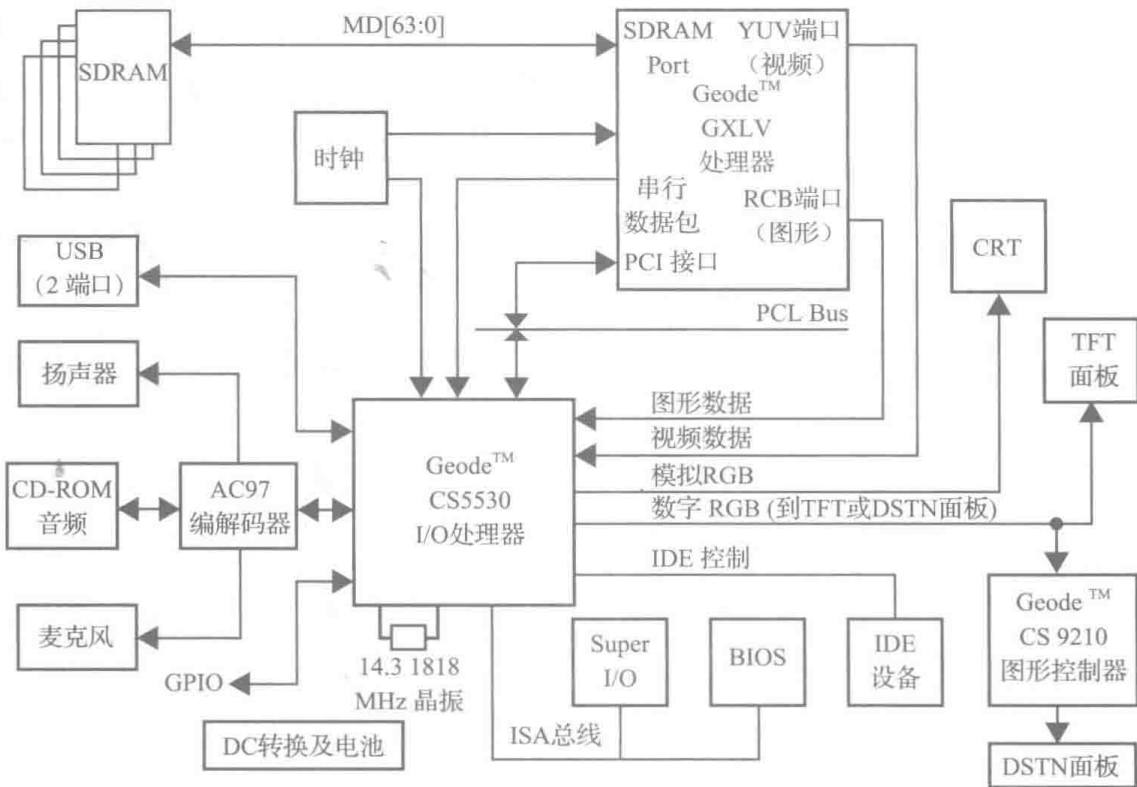 MD[63:0]
SDRAM
SDRAM
Port
YUV端口
（视频）
Geode™
GXLV
处理器
时钟
串行
数据包
RCB端口
（图形）
PCI 接口
USB
（2 端口）
CRT
PCL Bus
TFT
面板
扬声器
图形数据
视频数据
模拟RGB
数字 RGB (到TFT或DSTN面板)
Geode™
CS5530
I/O处理器
CD-ROM
音频
AC97
编解码器
IDE 控制
麦克风
GPIO
14.3 1818
MHz 晶振
Super
I/O
BIOS
IDE
设备
Geode ™
CS 9210
图形控制器
DC转换及电池
ISA总线
DSTN面板